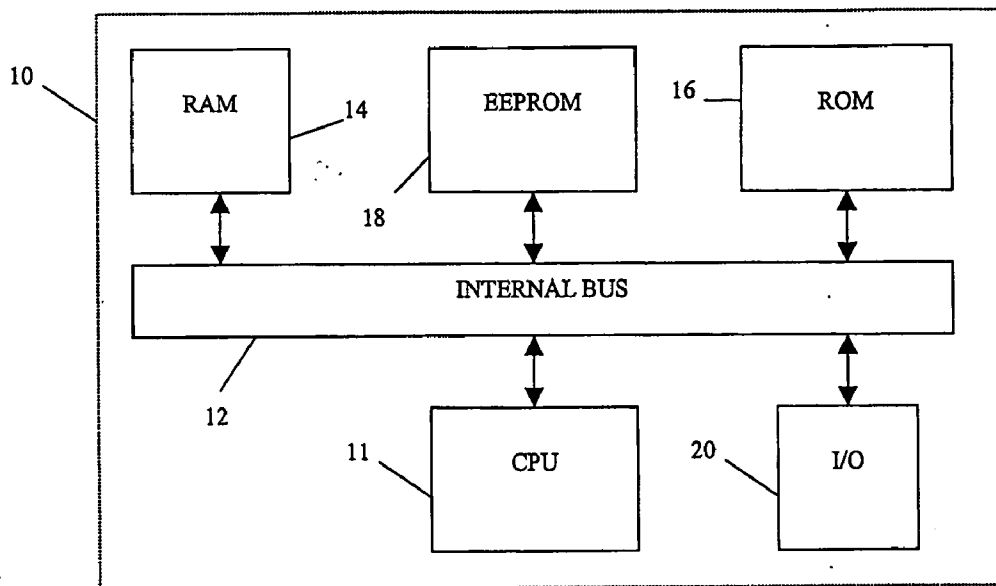 10
RAM
14
EEPROM
18
16
ROM
INTERNAL BUS
12
11
CPU
20
I/O